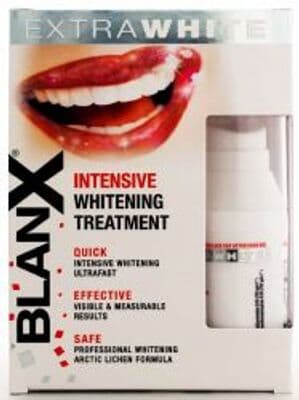 EXTRAWHITE
BLANX®
INTENSIVE
WHITENING
TREATMENT
QUICK
INTENSIVE WHITENING
ULTRAFAST
EFFECTIVE
VISIBLE & MEASURABLE
RESULTS
SAFE
PROFESSIONAL WHITENING
ARCTIC LICHEN FORMULA